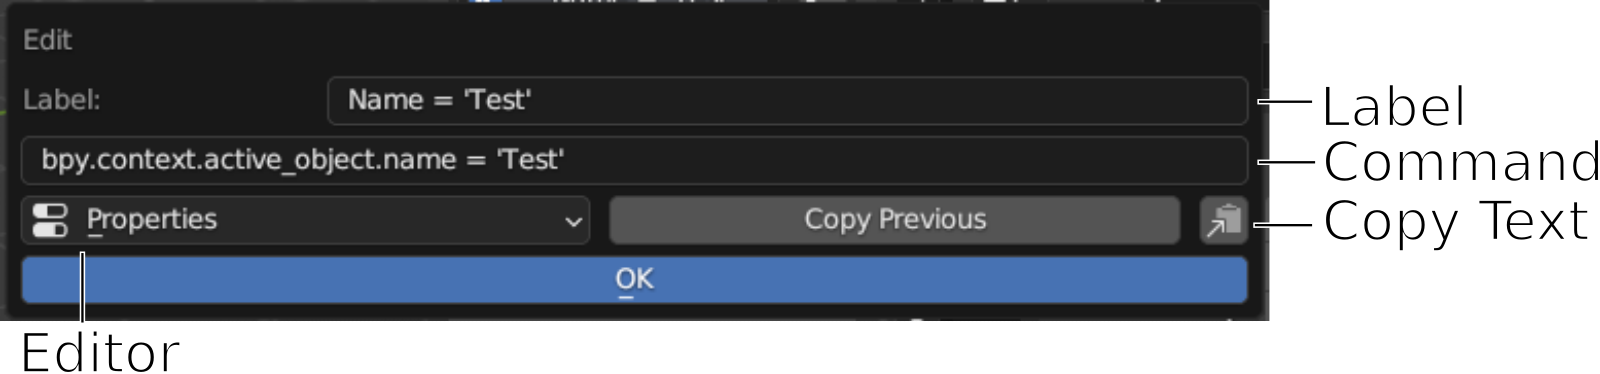 Edit
Label: Name = 'Test'
Label
bpy.context.active_object.name = 'Test'
Command
Properties Copy Previous
Copy Text
OK
Editor